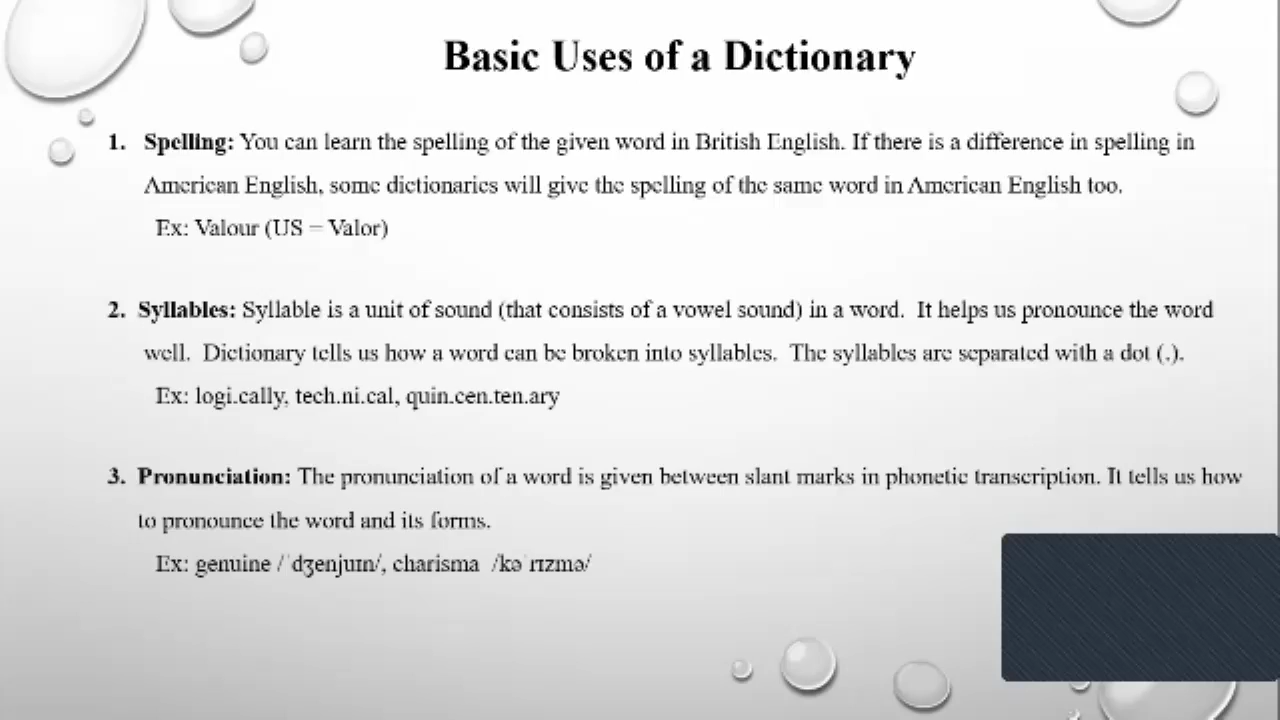 Basic Uses of a Dictionary
1. Spelling: You can learn the spelling of the given word in British English. If there is a difference in spelling in
American English, some dictionaries will give the spelling of the same word in American English too.
Ex: Valour (US – Valor)
2. Syllables: Syllable is a unit of sound (that consists of a vowel sound) in a word. It helps us pronounce the word
well. Dictionary tells us how a word can be broken into syllables. The syllables are separated with a dot (.).
Ex: logi.cally, tech.ni.cal, quin.cen.ten.ary
3. Pronunciation: The pronunciation of a word is given between slant marks in phonetic transcription. It tells us how
to pronounce the word and its forms.
Ex: genuine /ˈdʒenjuɪn/, charisma /kəˈrɪzmə/